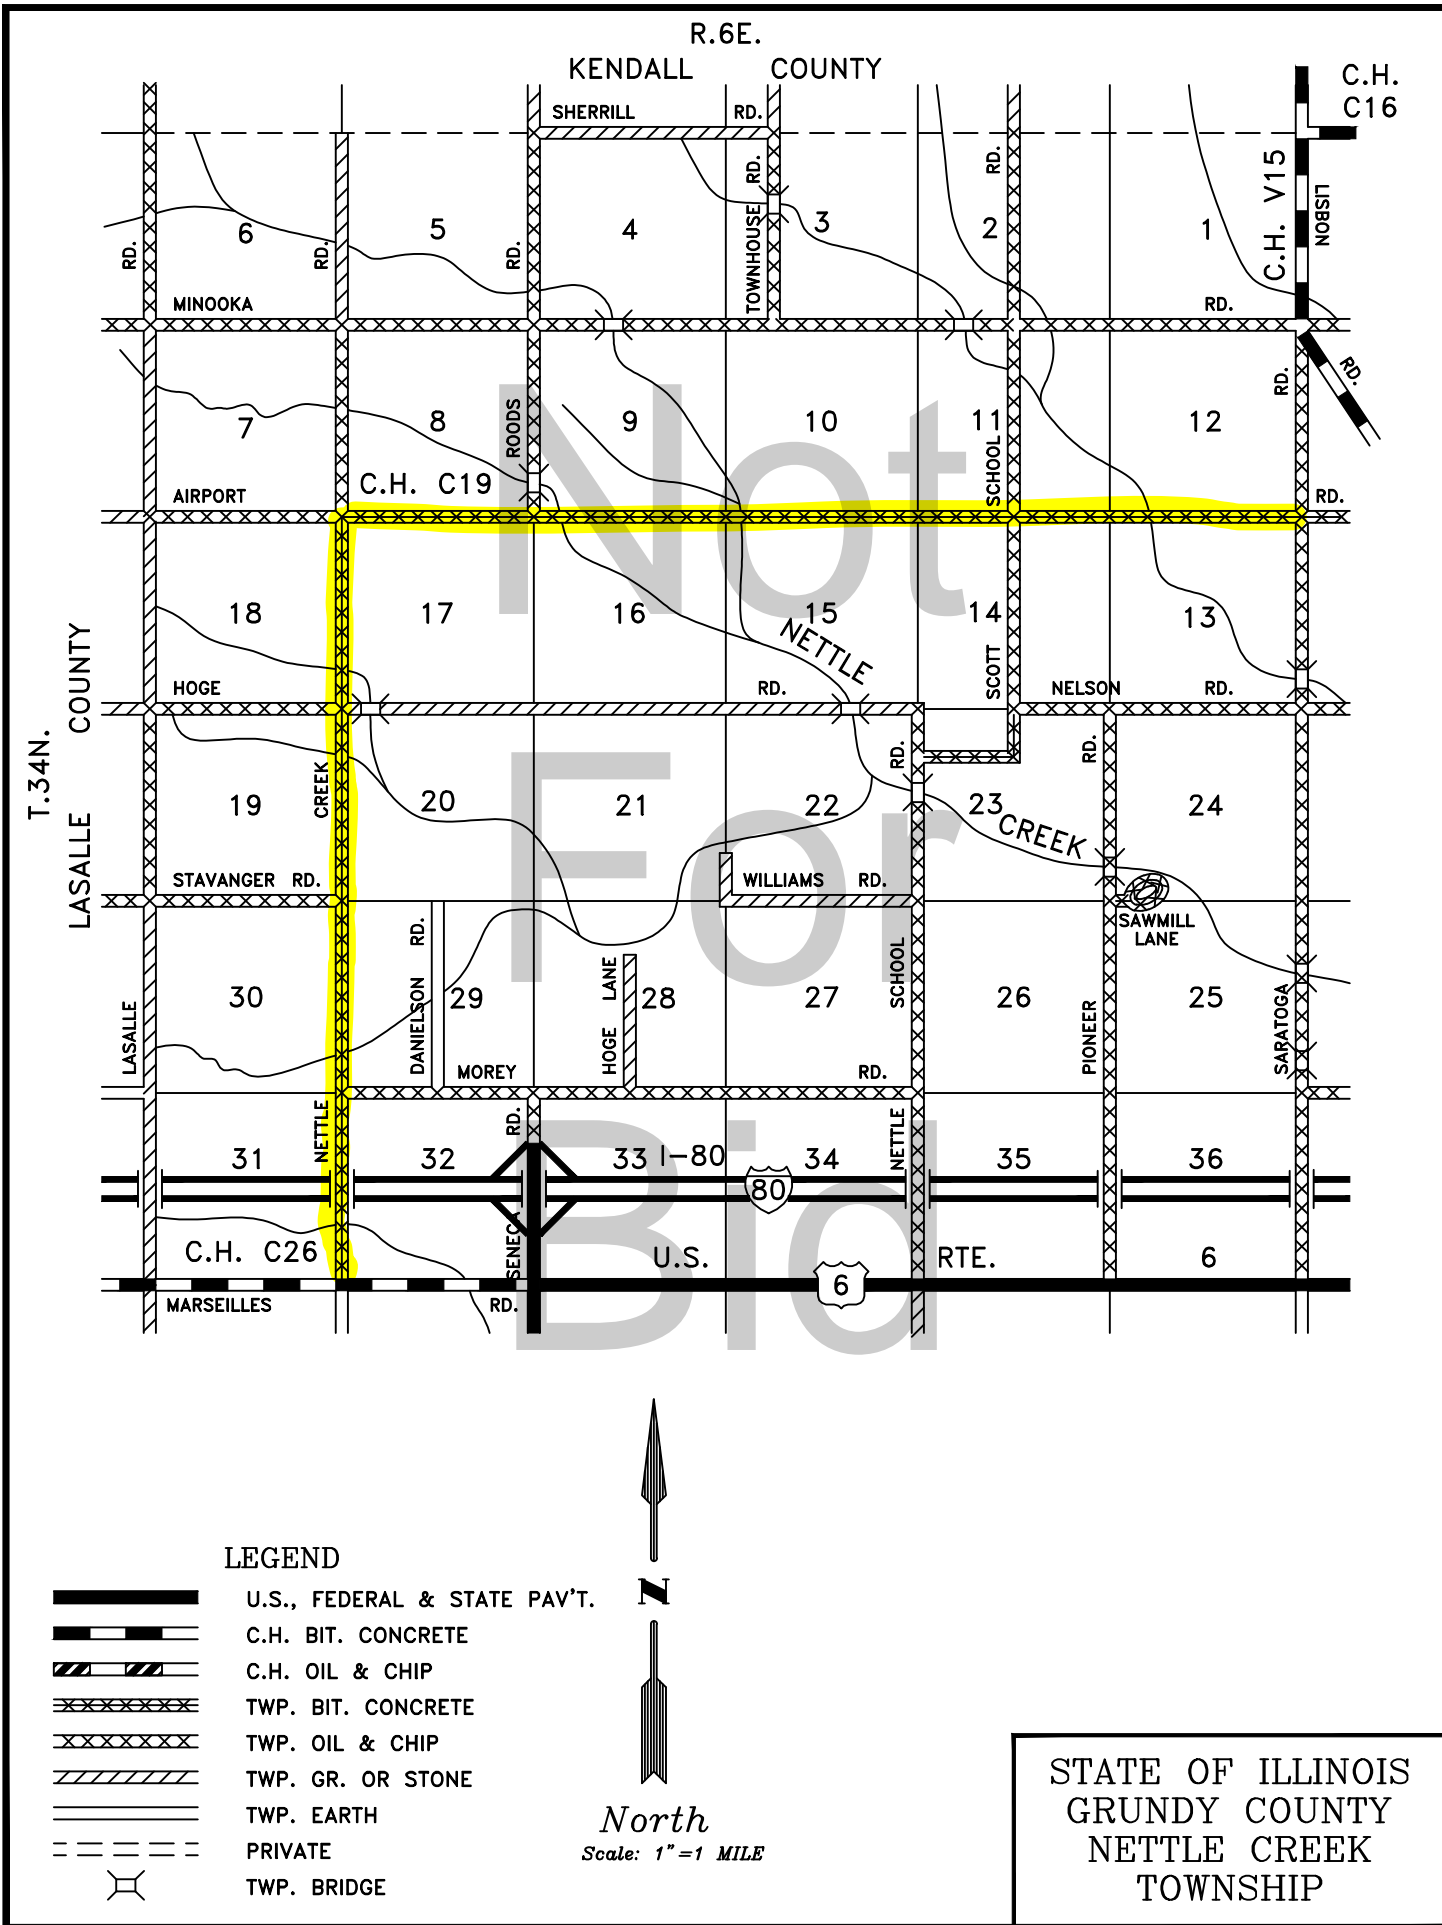 R.6E.
KENDALL COUNTY
C.H.
C16
SHERRILL RD.
RD.
RD.
RD.
RD.
RD.
TOWNHOUSE RD.
C.H. V15
LISBON
6 5 4 3 2 1
MINOOKA RD.
RD.
RD.
7 8 9 10 11 12
ROODS
SCHOOL
C.H. C19
AIRPORT RD.
Not
18 17 16 15 14 13
NETTLE
SCOTT
HOGE RD. NELSON RD.
T.34N.
LASALLE COUNTY
RD.
RD.
CREEK
19 20 21 22 23 24
CREEK
For
STAVANGER RD. WILLIAMS RD.
SAWMILL
LANE
RD.
30 29 28 27 26 25
LASALLE
DANIELSON
HOGE LANE
SCHOOL
PIONEER
SARATOGA
MOREY RD.
NETTLE
RD.
NETTLE
31 32 33 I-80 34 35 36
80
Bid
SENECA
C.H. C26 U.S. RTE. 6
6
MARSEILLES RD.
LEGEND
U.S., FEDERAL & STATE PAV'T.
C.H. BIT. CONCRETE
C.H. OIL & CHIP
TWP. BIT. CONCRETE
TWP. OIL & CHIP
TWP. GR. OR STONE
TWP. EARTH
PRIVATE
TWP. BRIDGE
N
North
Scale: 1"=1 MILE
STATE OF ILLINOIS
GRUNDY COUNTY
NETTLE CREEK
TOWNSHIP